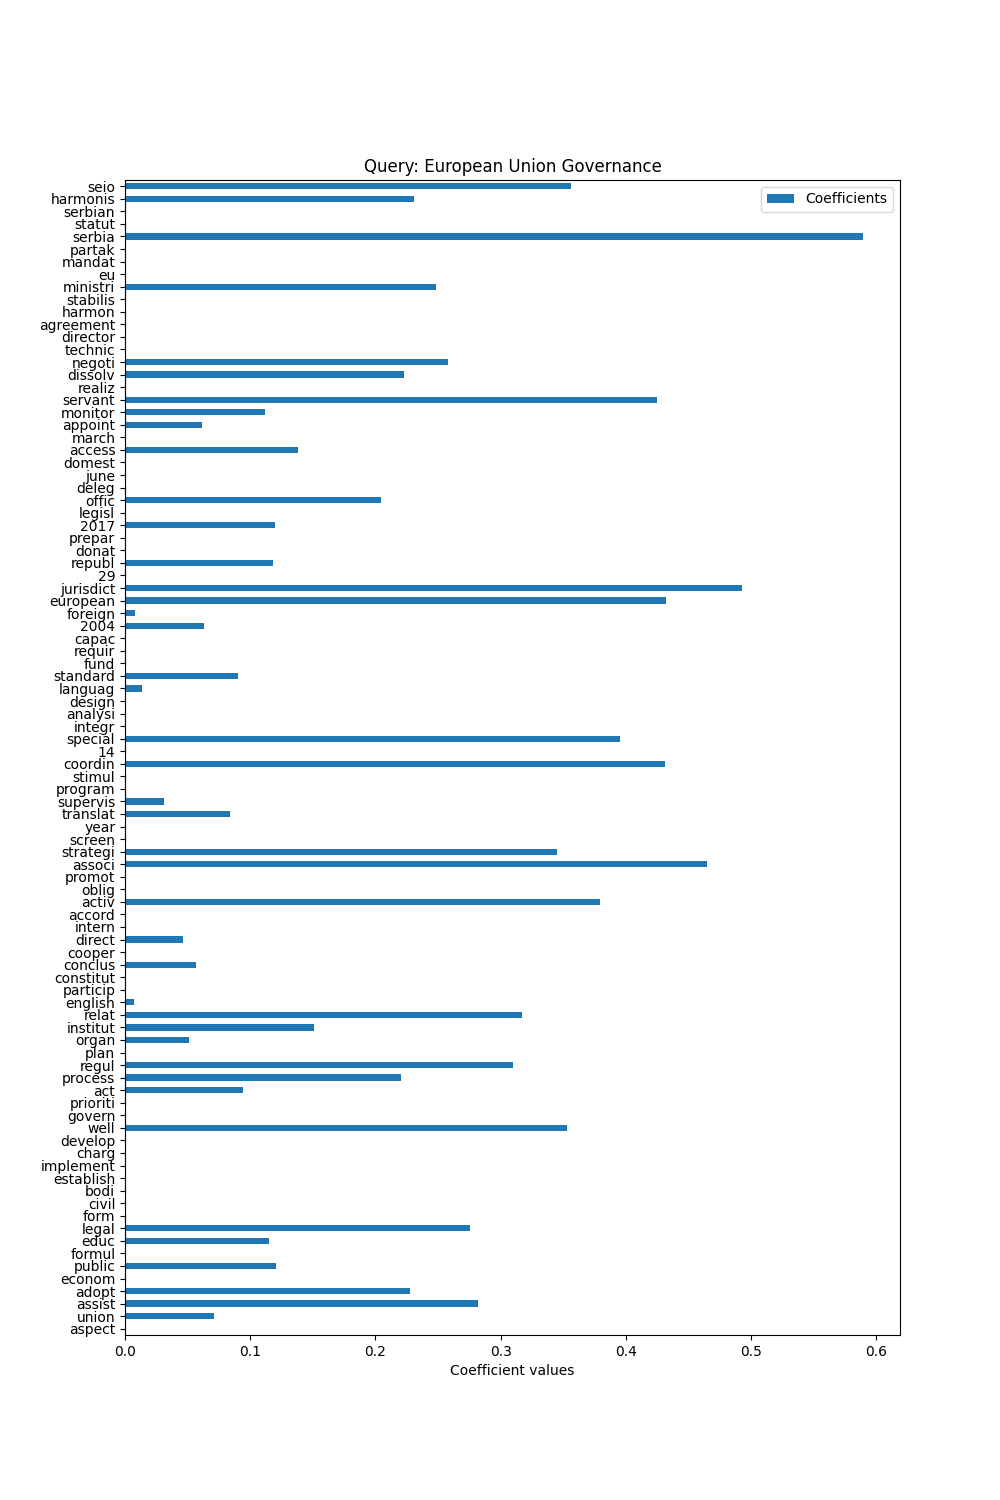 Query: European Union Governance
Coefficients
seio
harmonis
serbian
statut
serbia
partak
mandat
eu
ministri
stabilis
harmon
agreement
director
technic
negoti
dissolv
realiz
servant
monitor
appoint
march
access
domest
june
deleg
offic
legisl
2017
prepar
donat
republ
29
jurisdict
european
foreign
2004
capac
requir
fund
standard
languag
design
analysi
integr
special
14
coordin
stimul
program
supervis
translat
year
screen
strategi
associ
promot
oblig
activ
accord
intern
direct
cooper
conclus
constitut
particip
english
relat
institut
organ
plan
regul
process
act
prioriti
govern
well
develop
charg
implement
establish
bodi
civil
form
legal
educ
formul
public
econom
adopt
assist
union
aspect
0.0 0.1 0.2 0.3 0.4 0.5 0.6
Coefficient values